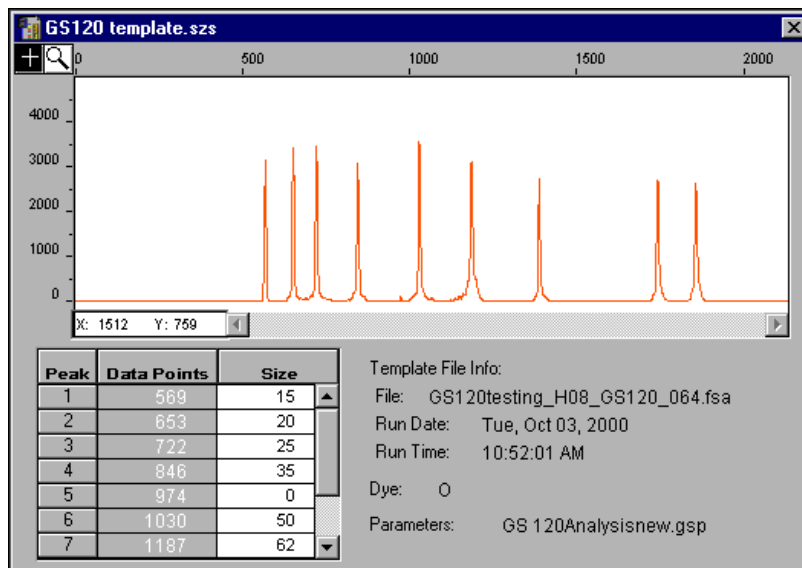 GS120 template.szs
0 500 1000 1500 2000
4000
3000
2000
1000
0
X: 1512 Y: 759
Peak Data Points Size
1 569 15
2 653 20
3 722 25
4 846 35
5 974 0
6 1030 50
7 1187 62
Template File Info:
File: GS120testing_H08_GS120_064.fsa
Run Date: Tue, Oct 03, 2000
Run Time: 10:52:01 AM
Dye: O
Parameters: GS 120Analysisnew.gsp